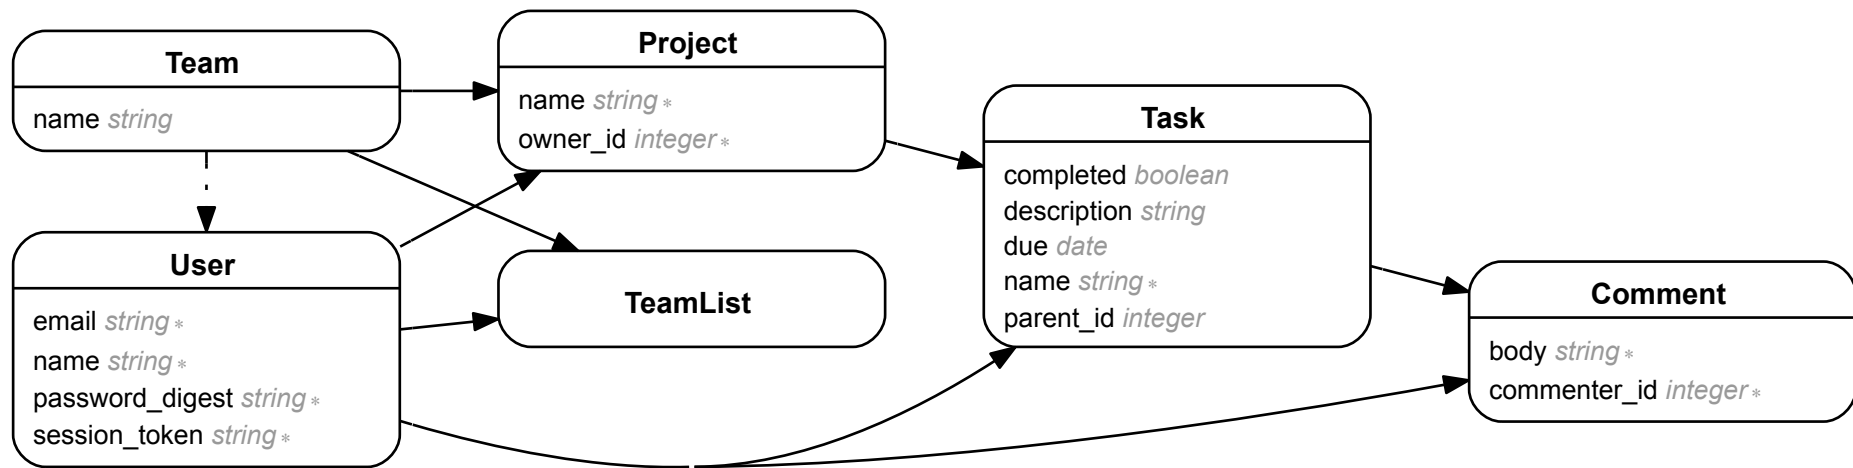 Team
name string
Project
name string *
owner_id integer *
Task
completed boolean
description string
due date
name string *
parent_id integer
User
email string *
name string *
password_digest string *
session_token string *
TeamList
Comment
body string *
commenter_id integer *